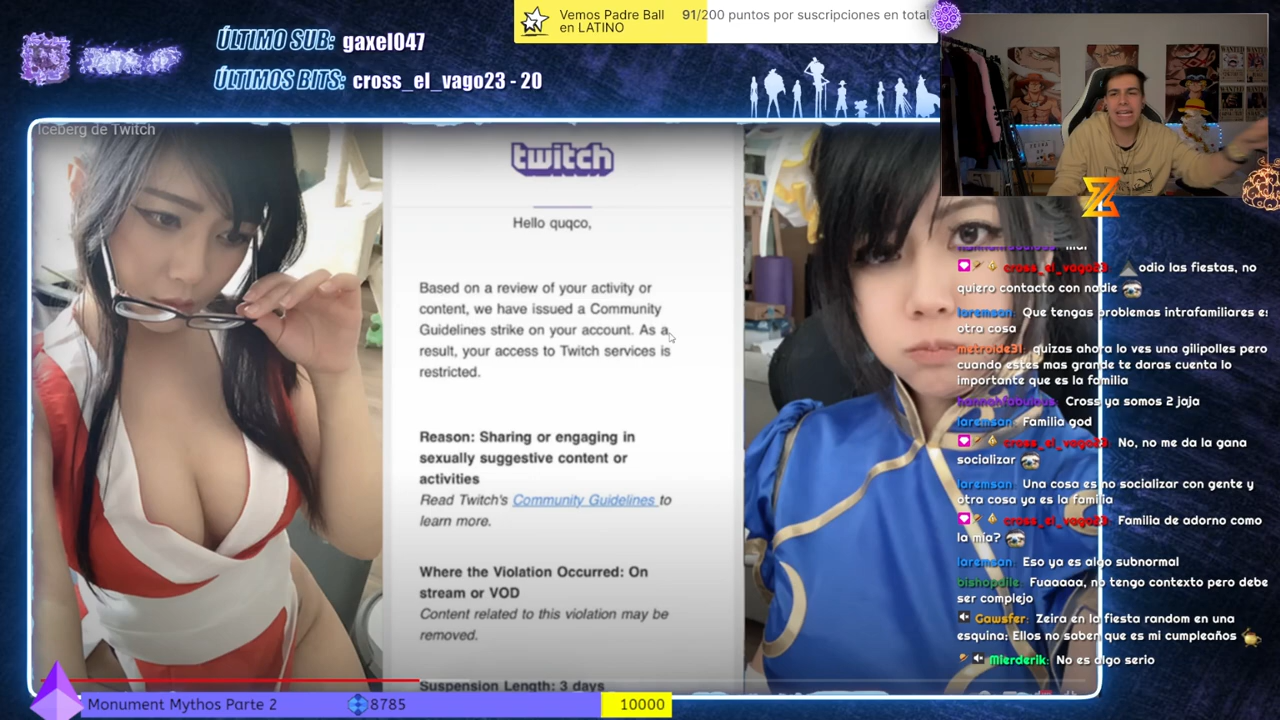 ÚLTIMO SUB: gaxel047
ÚLTIMOS BITS: cross_el_vago23 - 20
Vemos Padre Ball
en LATINO
91/200 puntos por suscripciones en total
Iceberg de Twitch
twitch
Hello quqco,
Based on a review of your activity or
content, we have issued a Community
Guidelines strike on your account. As a
result, your access to Twitch services is
restricted.
Reason: Sharing or engaging in
sexually suggestive content or
activities
Read Twitch's Community Guidelines to
learn more.
Where the Violation Occurred: On
stream or VOD
Content related to this violation may be
removed.
Suspension Length: 3 days
cross_el_vago23: odio las fiestas, no
quiero contacto con nadie
laremsan: Que tengas problemas intrafamiliares es
otra cosa
metroide31: quizas ahora lo ves una gilipolles pero
cuando estes mas grande te daras cuenta lo
importante que es la familia
hannahfabulous: Cross ya somos 2 jaja
laremsan: Familia god
cross_el_vago23: No, no me da la gana
socializar
laremsan: Una cosa es no socializar con gente y
otra cosa ya es la familia
cross_el_vago23: Familia de adorno como
la mia?
laremsan: Eso ya es algo subnormal
bishopdile: Fuaaaaa, no tengo contexto pero debe
ser complejo
Gawsfer: Zeira en la fiesta random en una
esquina: Ellos no saben que es mi cumpleaños
Mierderik: No es algo serio
Monument Mythos Parte 2
8785
10000